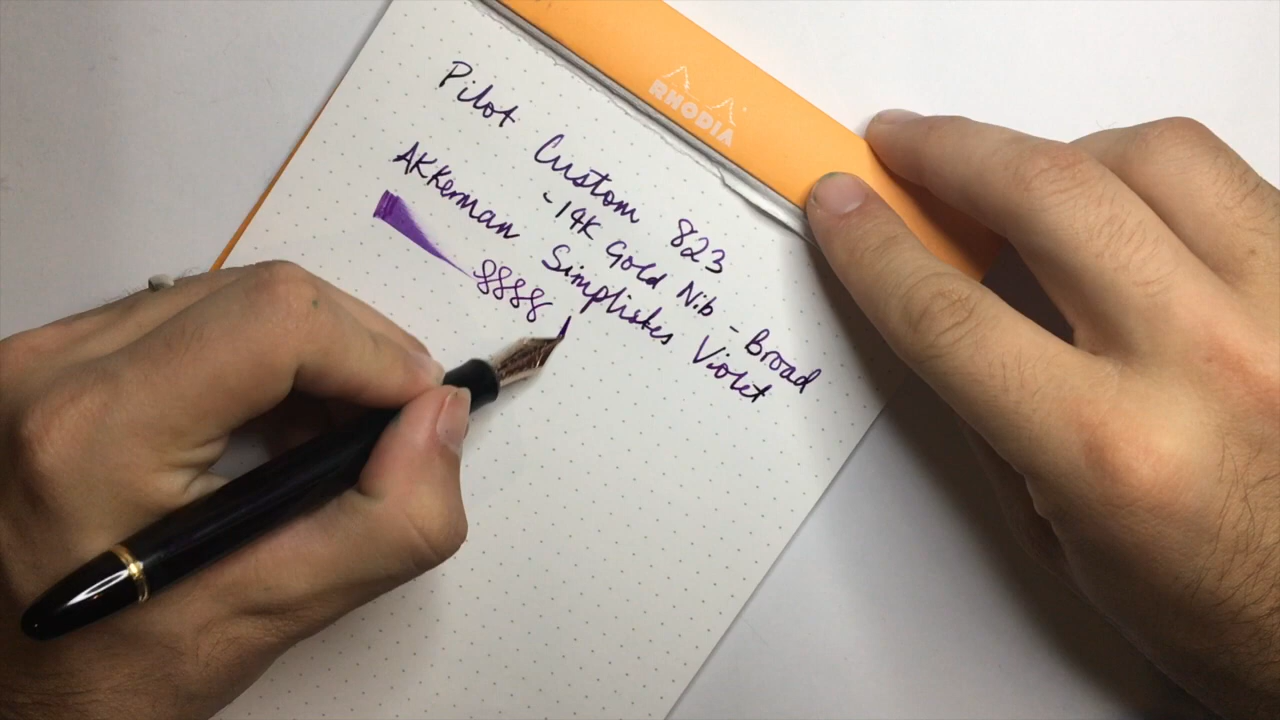 RHODIA
Pilot Custom 823
- 14K Gold Nib - Broad
AKKerman Simplistes Violet
8888